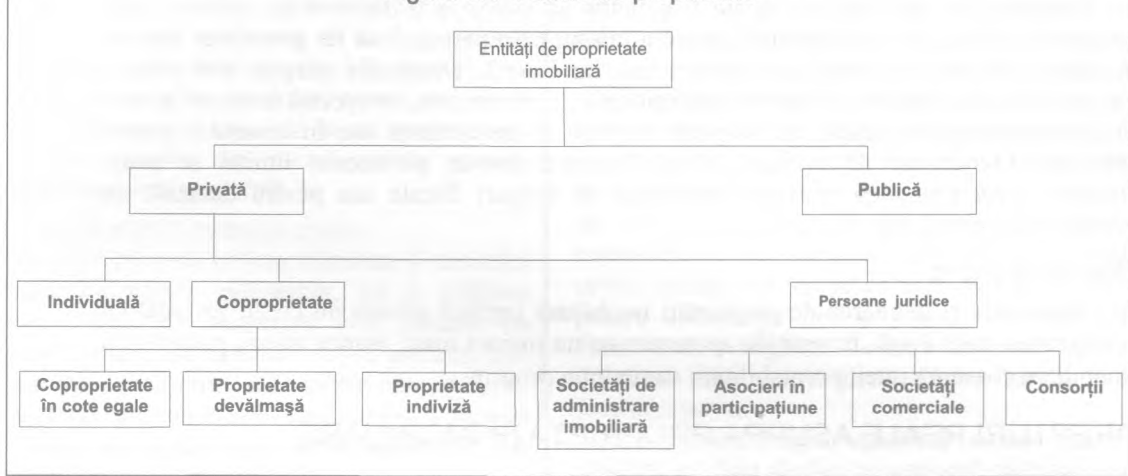 Entități de proprietate
imobiliară
Privată
Publică
Individuală
Coproprietate
Persoane juridice
Coproprietate
în cote egale
Proprietate
devălmașă
Proprietate
indiviză
Societăți de
administrare
imobiliară
Asocieri în
participațiune
Societăți
comerciale
Consorții